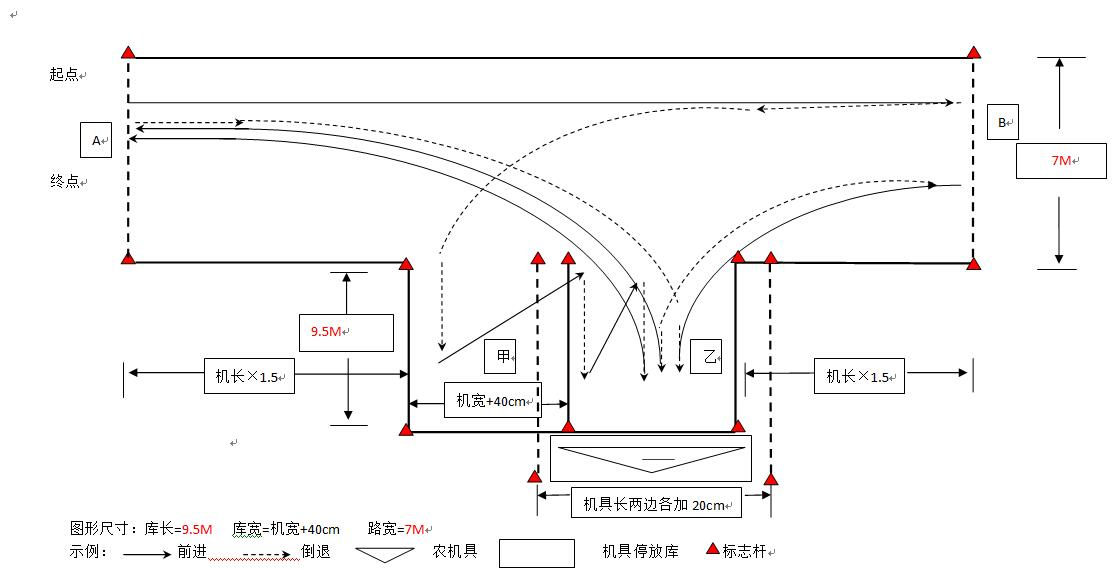 起点
A
B
7M
终点
9.5M
甲
乙
机长×1.5
机长×1.5
机宽+40cm
机具长两边各加 20cm
图形尺寸：库长=9.5M 库宽=机宽+40cm 路宽=7M
示例： 前进 倒退 农机具 机具停放库 标志杆